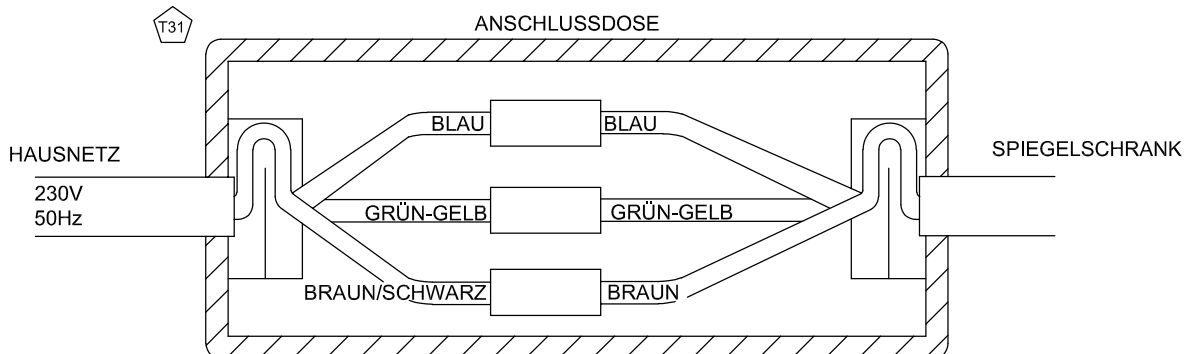 T31
ANSCHLUSSDOSE
BLAU
BLAU
HAUSNETZ
SPIEGELSCHRANK
230V
50Hz
GRÜN-GELB
GRÜN-GELB
BRAUN/SCHWARZ
BRAUN